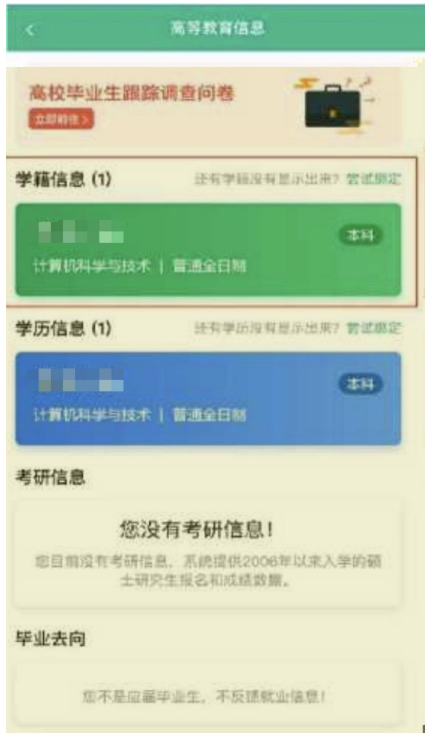 高等教育信息
高校毕业生跟踪调查问卷
立即前往>
学籍信息 (1)
还有学籍没有显示出来? 尝试绑定
本科
计算机科学与技术 | 普通全日制
学历信息 (1)
还有学历没有显示出来? 尝试绑定
本科
计算机科学与技术 | 普通全日制
考研信息
您没有考研信息!
您目前没有考研信息, 系统提供2006年以来入学的硕
士研究生报名和成绩数据。
毕业去向
您不是应届毕业生, 不反馈就业信息!